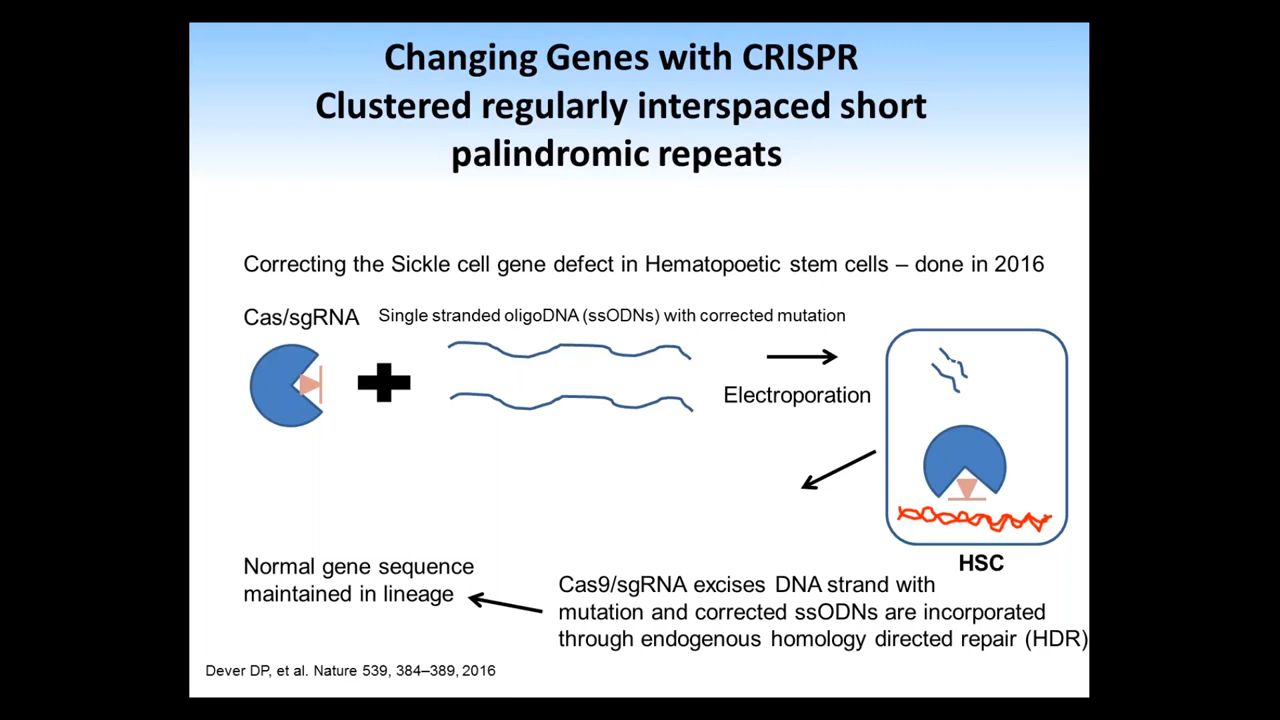 Changing Genes with CRISPR
Clustered regularly interspaced short
palindromic repeats
Correcting the Sickle cell gene defect in Hematopoetic stem cells – done in 2016
Cas/sgRNA
Single stranded oligoDNA (ssODNs) with corrected mutation
Electroporation
HSC
Cas9/sgRNA excises DNA strand with
mutation and corrected ssODNs are incorporated
through endogenous homology directed repair (HDR)
Normal gene sequence
maintained in lineage
Dever DP, et al. Nature 539, 384–389, 2016